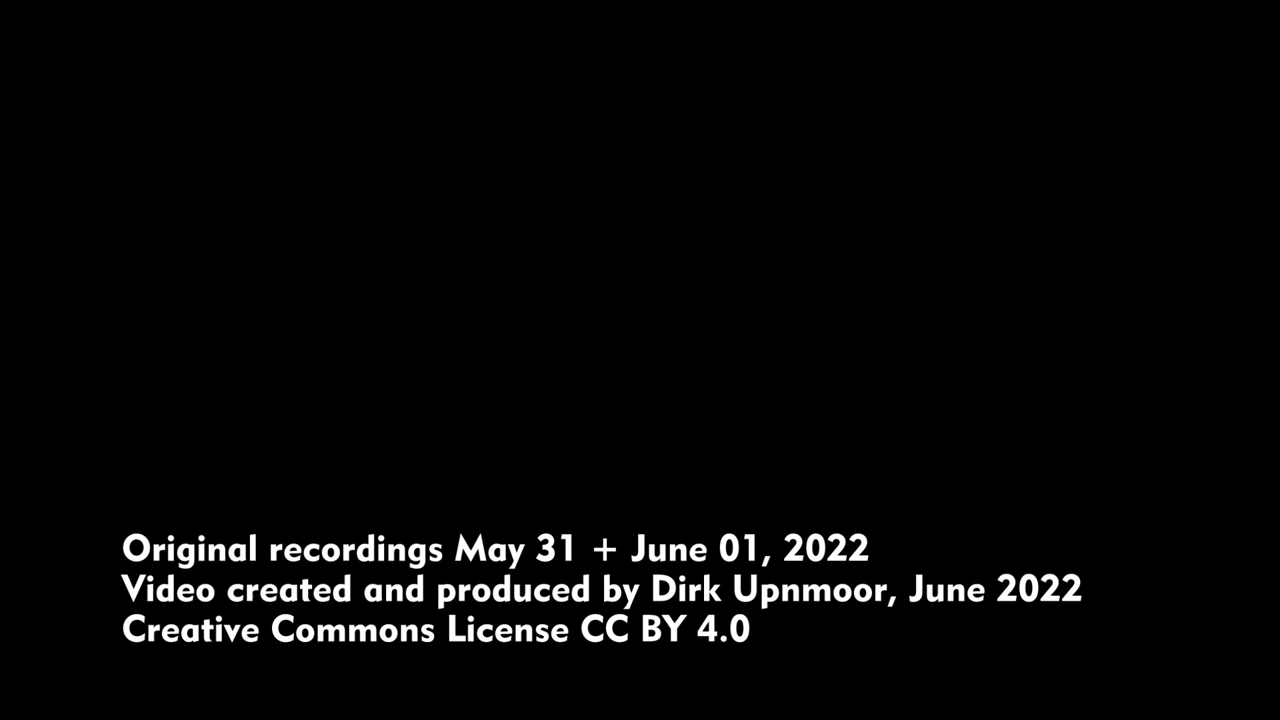 Original recordings May 31 + June 01, 2022
Video created and produced by Dirk Upnmoor, June 2022
Creative Commons License CC BY 4.0